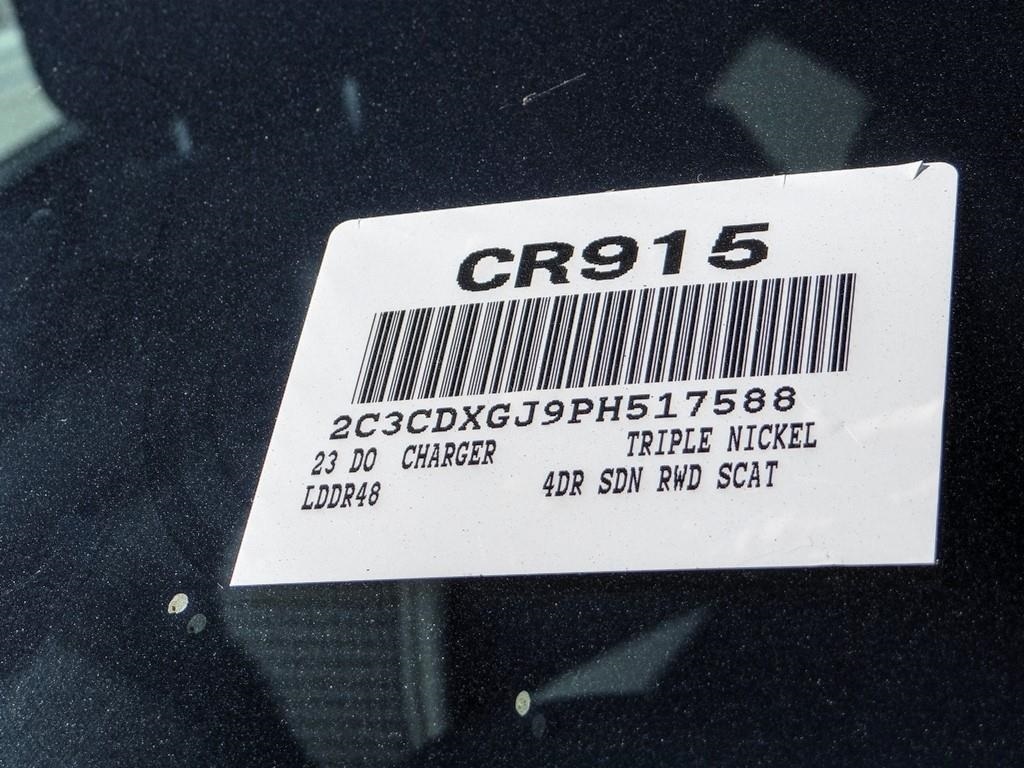 CR915
2C3CDXGJ9PH517588
23 DO CHARGER TRIPLE NICKEL
LDDR48 4DR SDN RWD SCAT